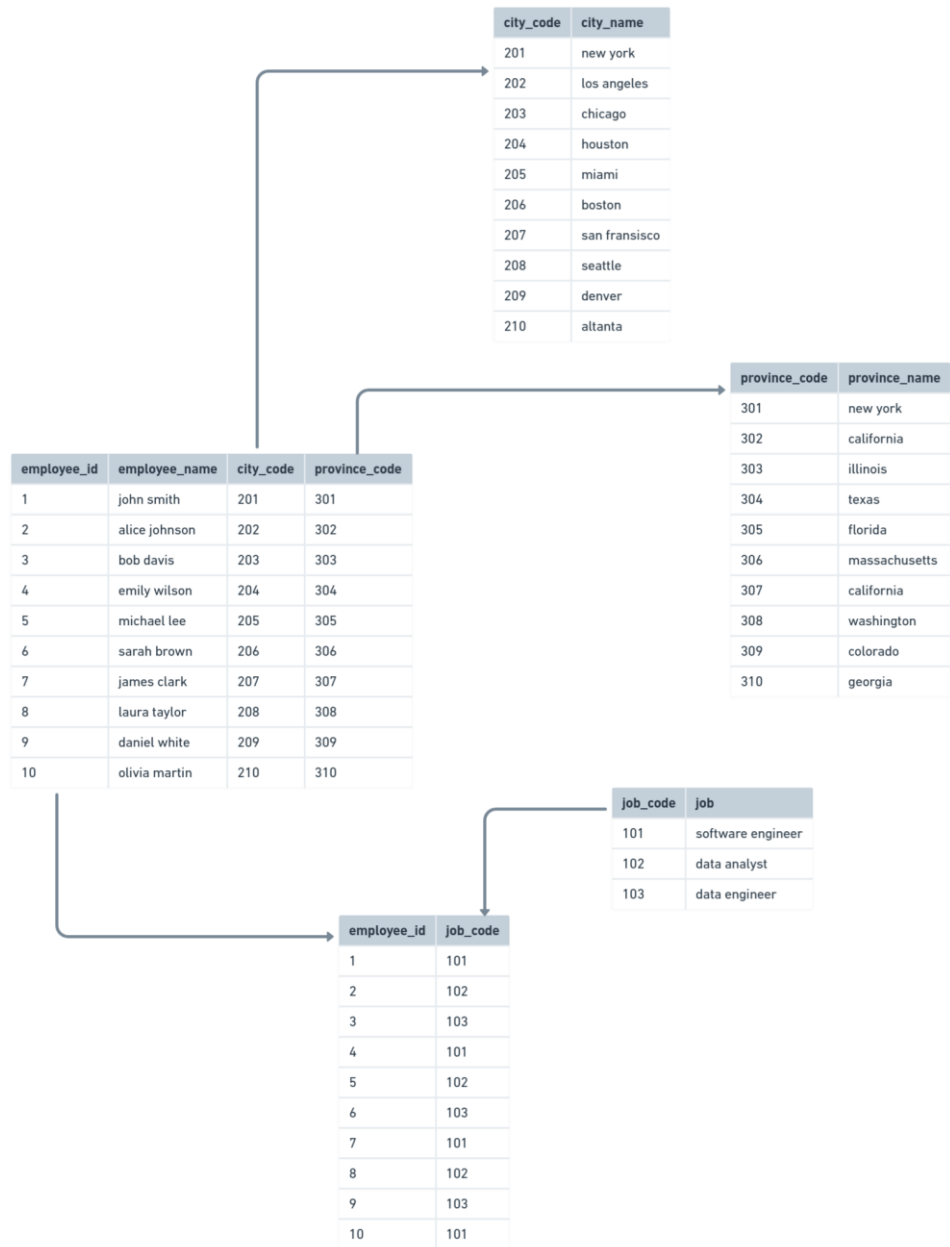 city_code city_name
201 new york
202 los angeles
203 chicago
204 houston
205 miami
206 boston
207 san fransisco
208 seattle
209 denver
210 altanta
province_code province_name
301 new york
302 california
303 illinois
304 texas
305 florida
306 massachusetts
307 california
308 washington
309 colorado
310 georgia
employee_id employee_name city_code province_code
1 john smith 201 301
2 alice johnson 202 302
3 bob davis 203 303
4 emily wilson 204 304
5 michael lee 205 305
6 sarah brown 206 306
7 james clark 207 307
8 laura taylor 208 308
9 daniel white 209 309
10 olivia martin 210 310
job_code job
101 software engineer
102 data analyst
103 data engineer
employee_id job_code
1 101
2 102
3 103
4 101
5 102
6 103
7 101
8 102
9 103
10 101